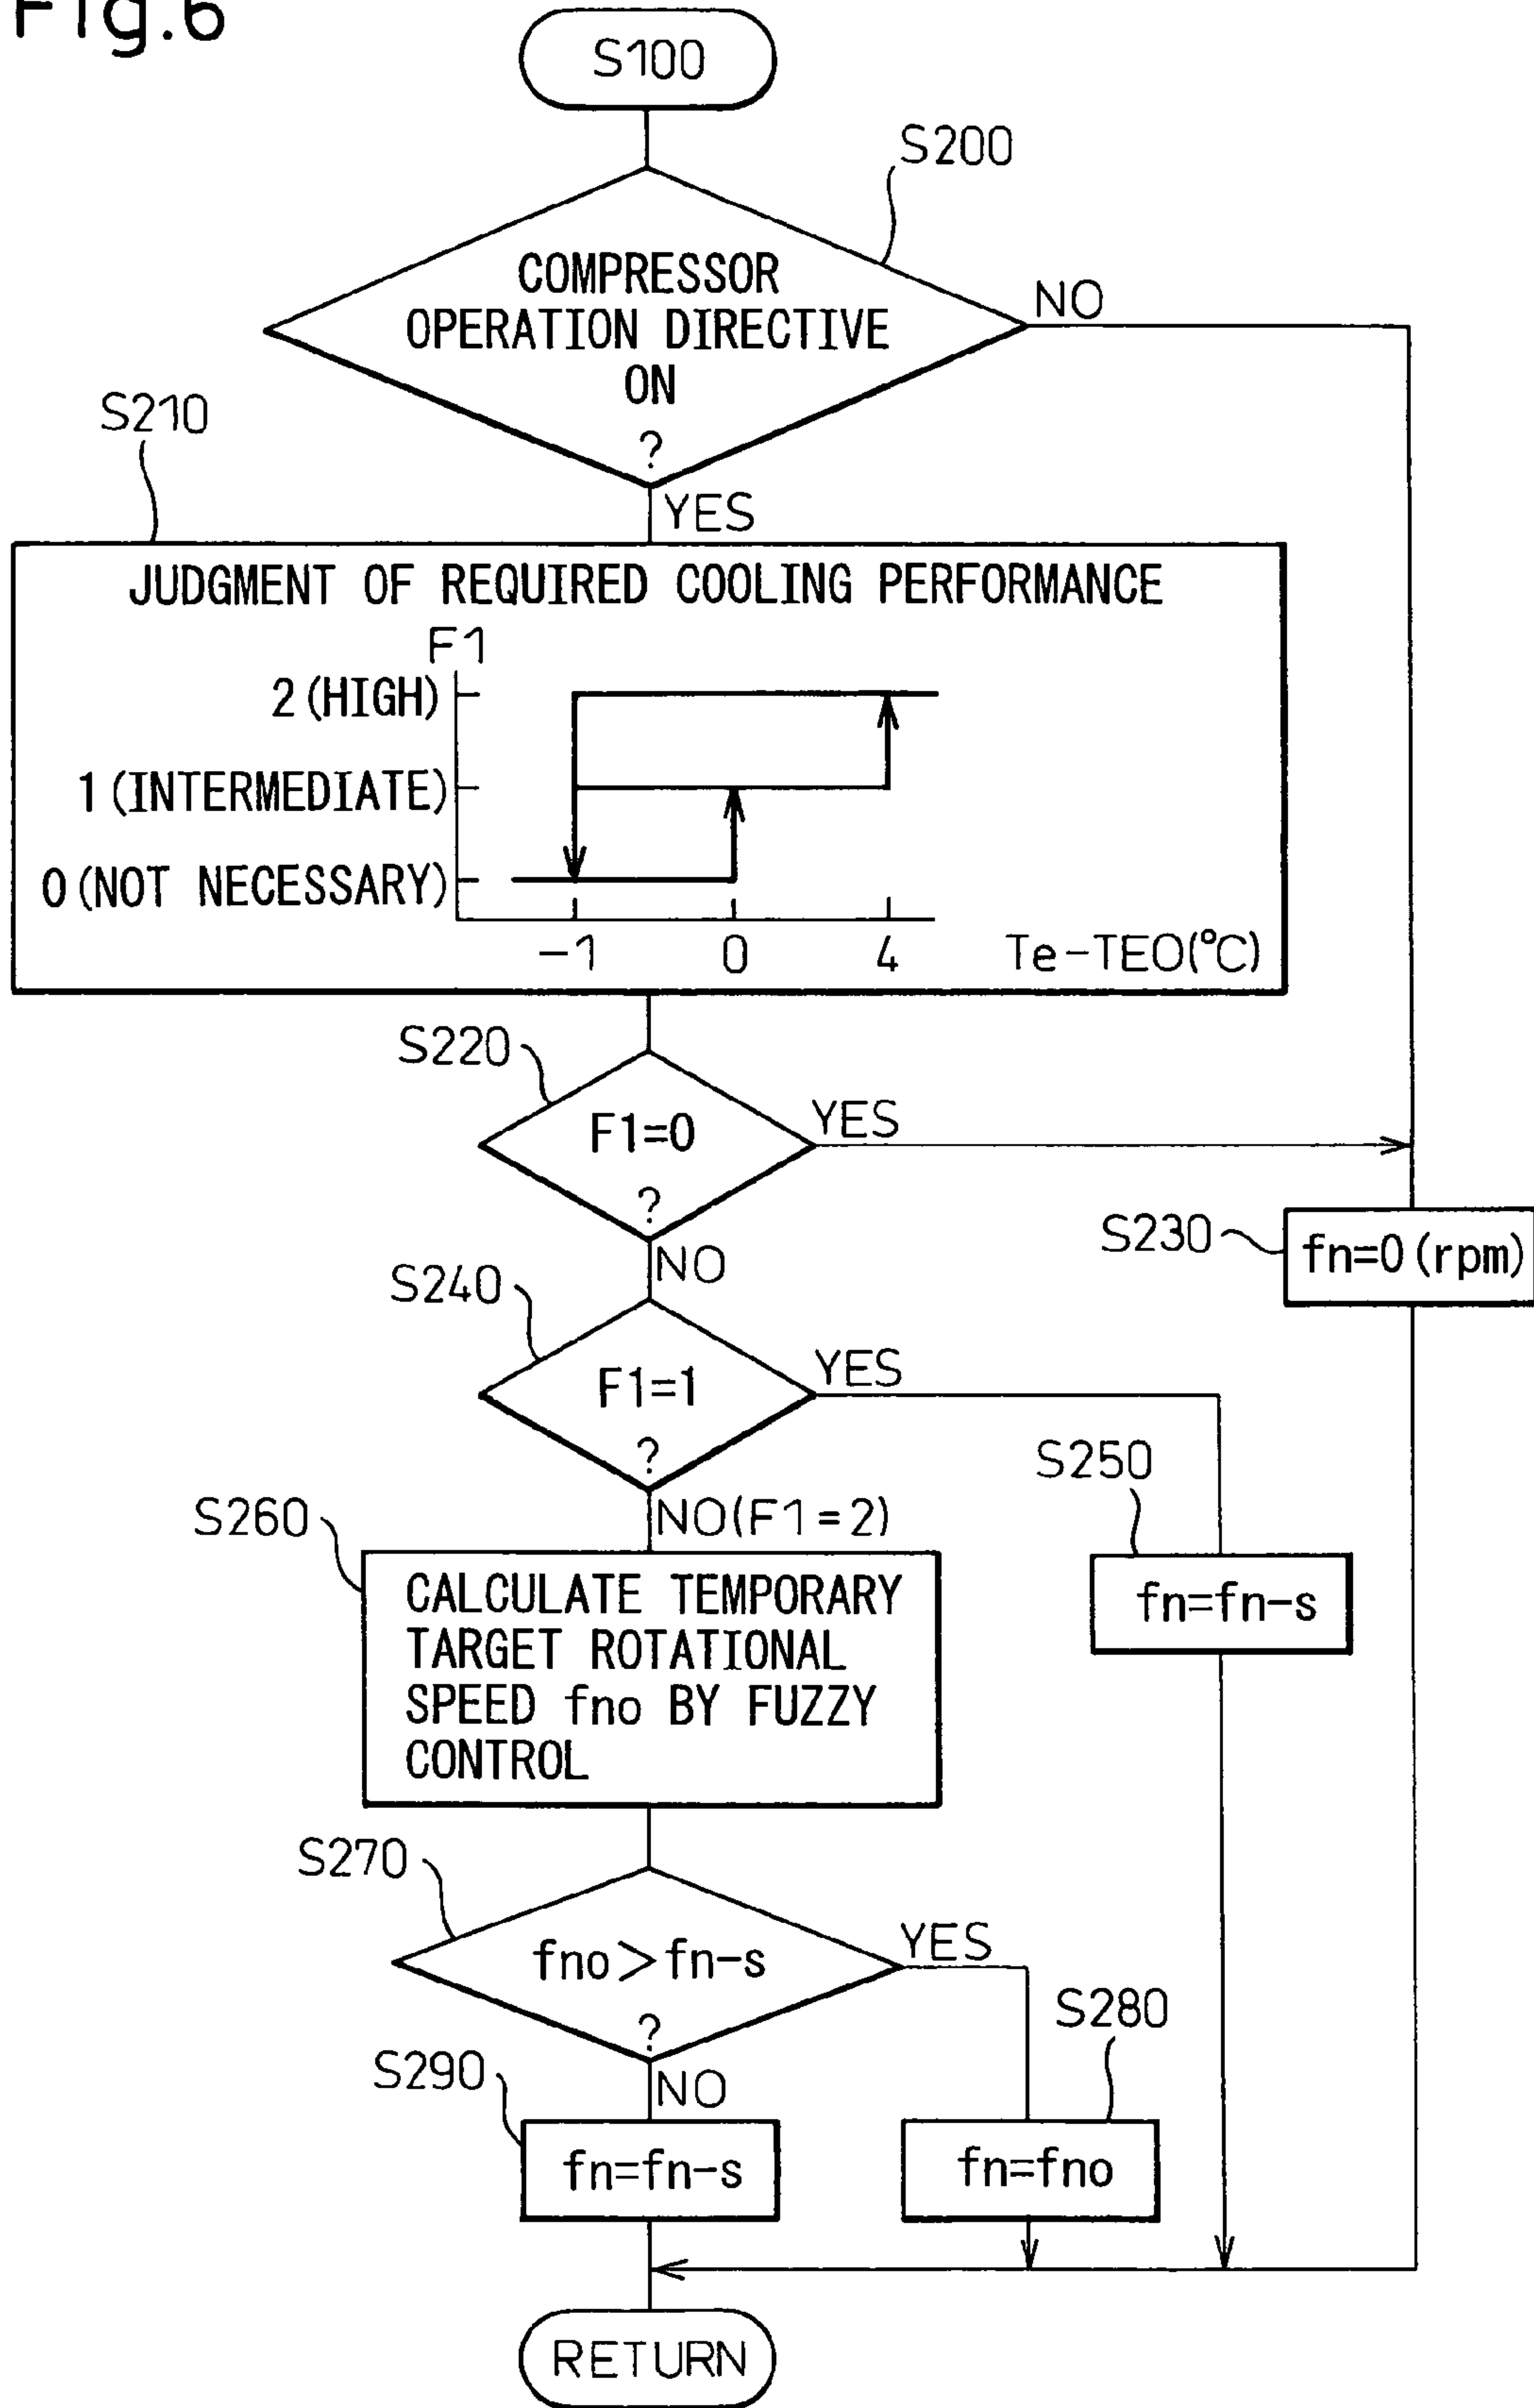 Fig.6
S100
S200
COMPRESSOR
OPERATION DIRECTIVE
ON
?
NO
YES
S210
JUDGMENT OF REQUIRED COOLING PERFORMANCE
F1
2 (HIGH)
1 (INTERMEDIATE)
0 (NOT NECESSARY)
-1 0 4 Te-TEO(°C)
S220
F1=0
?
YES
NO
S230
fn=0 (rpm)
S240
F1=1
?
YES
NO(F1=2)
S250
fn=fn-s
S260
CALCULATE TEMPORARY
TARGET ROTATIONAL
SPEED fno BY FUZZY
CONTROL
S270
fno>fn-s
?
YES
NO
S280
fn=fno
S290
fn=fn-s
RETURN